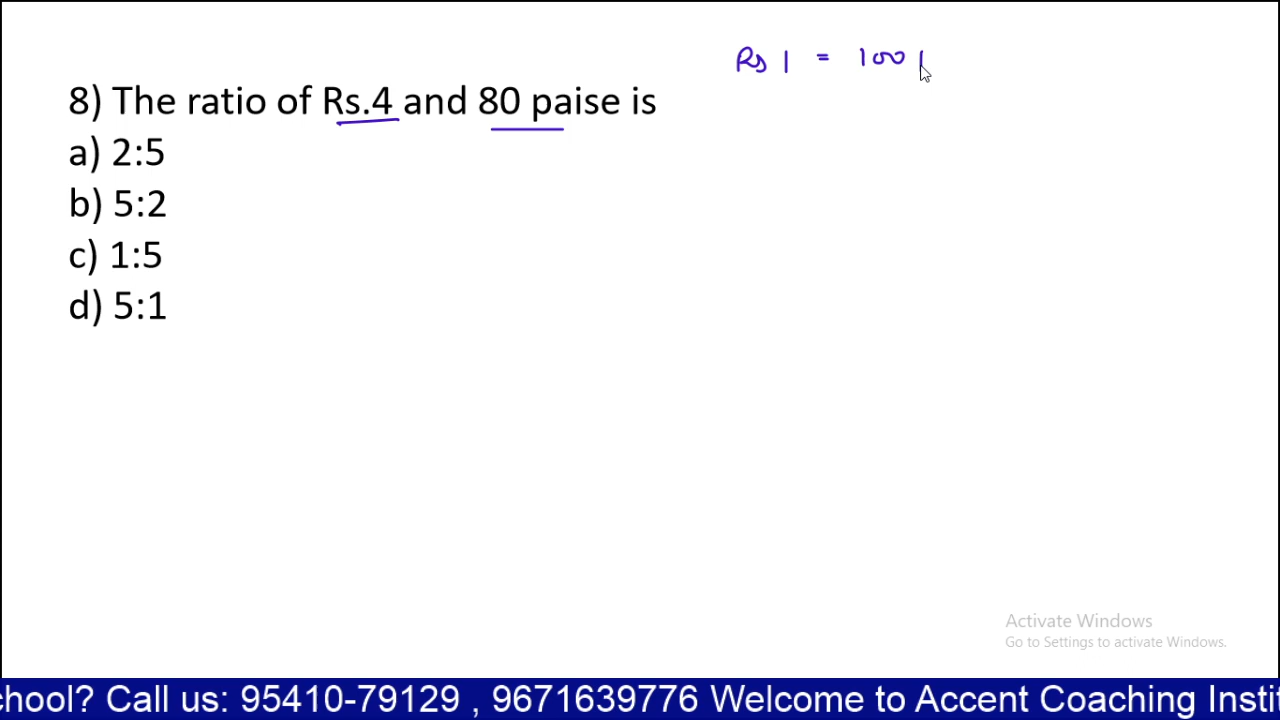 Rs 1 = 100
8) The ratio of Rs.4 and 80 paise is
a) 2:5
b) 5:2
c) 1:5
d) 5:1
Activate Windows
Go to Settings to activate Windows.
chool? Call us: 95410-79129 , 9671639776 Welcome to Accent Coaching Insti